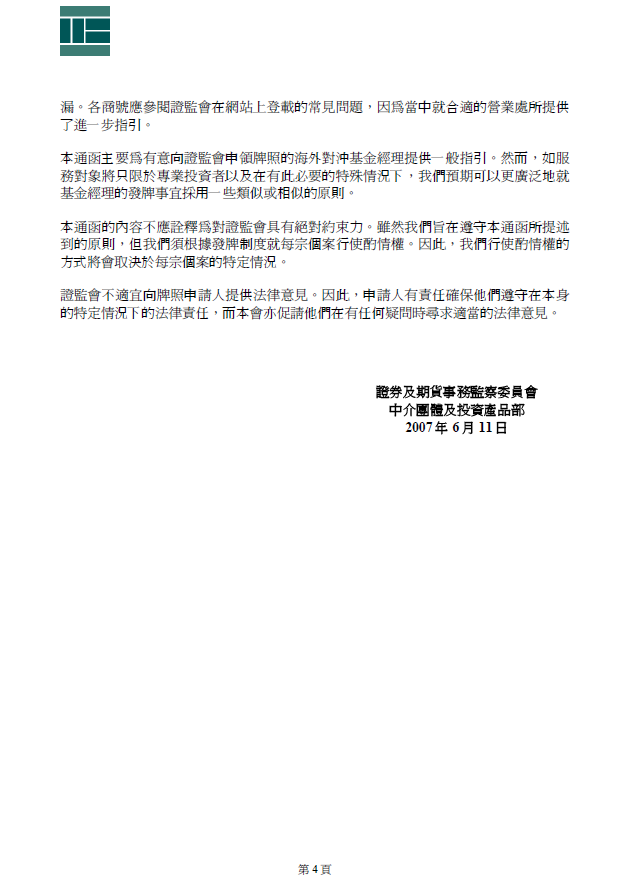 漏。各商號應參閱證監會在網站上登載的常見問題，因為當中就合適的營業處所提供
了進一步指引。
本通函主要為有意向證監會申領牌照的海外對沖基金經理提供一般指引。然而，如服
務對象將只限於專業投資者以及在有此必要的特殊情況下，我們預期可以更廣泛地就
基金經理的發牌事宜採用一些類似或相似的原則。
本通函的內容不應詮釋為對證監會具有絕對約束力。雖然我們旨在遵守本通函所提述
到的原則，但我們須根據發牌制度就每宗個案行使酌情權。因此，我們行使酌情權的
方式將會取決於每宗個案的特定情況。
證監會不適宜向牌照申請人提供法律意見。因此，申請人有責任確保他們遵守在本身
的特定情況下的法律責任，而本會亦促請他們在有任何疑問時尋求適當的法律意見。
證券及期貨事務監察委員會
中介團體及投資產品部
2007 年 6 月 11 日
第 4 頁